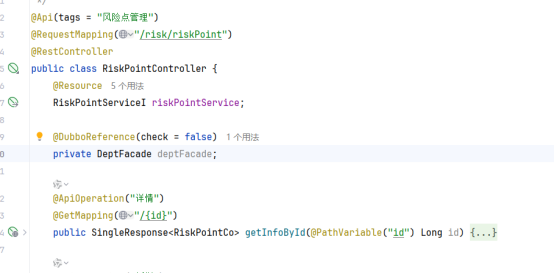 */
@Api(tags = "风险点管理")
@RequestMapping("/risk/riskPoint")
@RestController
public class RiskPointController {
@Resource 5 个用法
RiskPointServiceI riskPointService;
@DubboReference(check = false) 1 个用法
private DeptFacade deptFacade;
@ApiOperation("详情")
@GetMapping("/{id}")
public SingleResponse<RiskPointCo> getInfoById(@PathVariable("id") Long id) {...}